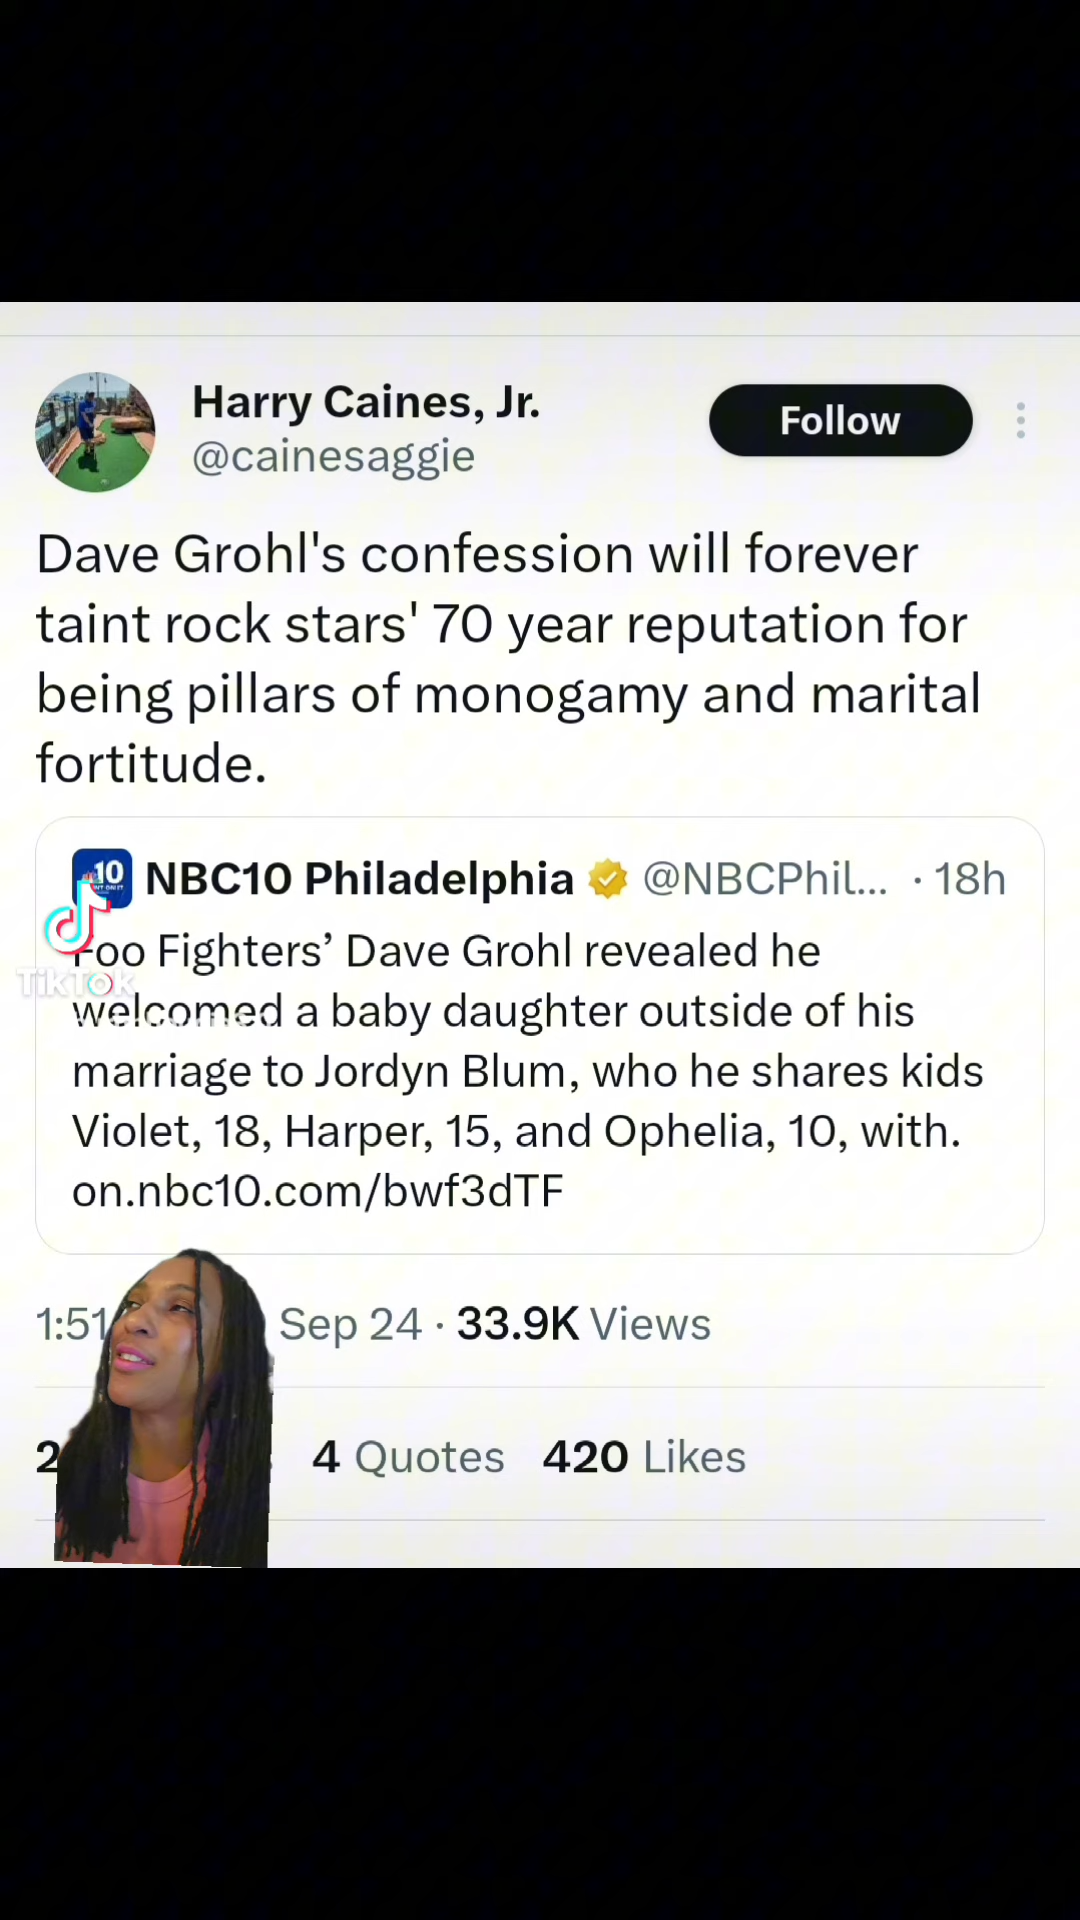 Harry Caines, Jr.
@cainesaggie
Follow
Dave Grohl's confession will forever
taint rock stars' 70 year reputation for
being pillars of monogamy and marital
fortitude.
10
NBC10 Philadelphia @NBCPhil... · 18h
Foo Fighters’ Dave Grohl revealed he
TikTok
welcomed a baby daughter outside of his
marriage to Jordyn Blum, who he shares kids
Violet, 18, Harper, 15, and Ophelia, 10, with.
on.nbc10.com/bwf3dTF
1:51 Sep 24 · 33.9K Views
4 Quotes 420 Likes